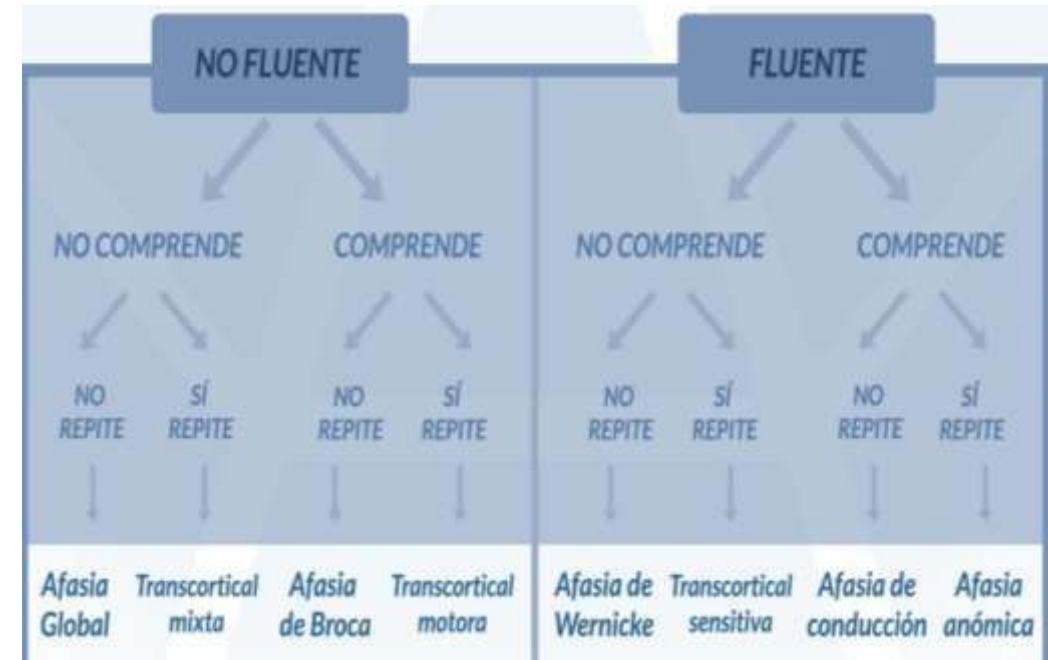 NO FLUENTE
FLUENTE
NO COMPRENDE
COMPRENDE
NO COMPRENDE
COMPRENDE
NO
REPITE
SÍ
REPITE
NO
REPITE
SÍ
REPITE
NO
REPITE
SÍ
REPITE
NO
REPITE
SÍ
REPITE
Afasia
Global
Transcortical
mixta
Afasia
de Broca
Transcortical
motora
Afasia de
Wernicke
Transcortical
sensitiva
Afasia de
conducción
Afasia
anómica